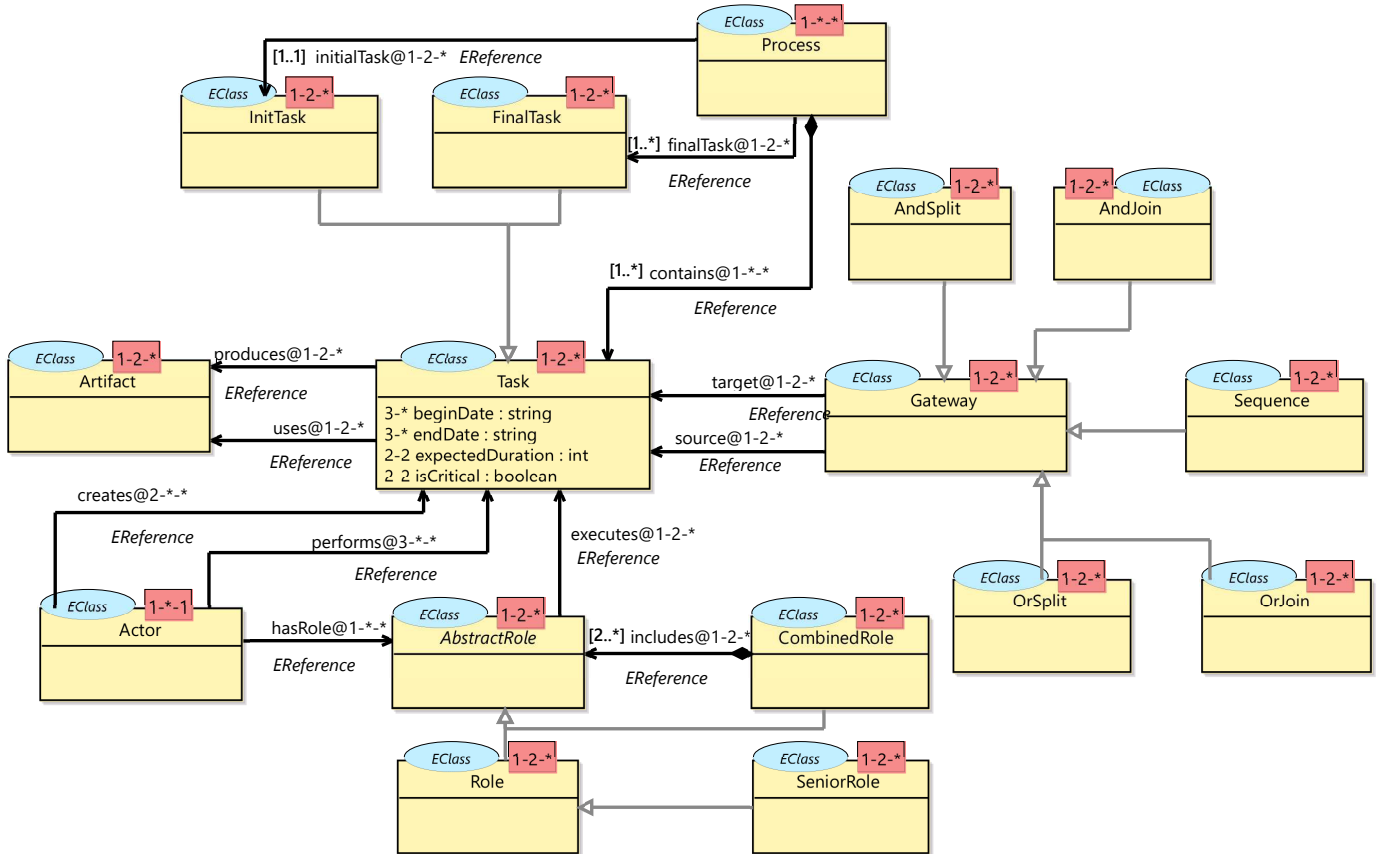 EClass 1-*-*
Process
[1..1] initialTask@1-2-* EReference
EClass 1-2-*
InitTask
EClass 1-2-*
FinalTask
[1..*] finalTask@1-2-*
EReference
EClass 1-2-*
AndSplit
1-2-* EClass
AndJoin
[1..*] contains@1-*-*
EReference
EClass 1-2-*
Artifact
produces@1-2-*
EReference
uses@1-2-*
EReference
EClass 1-2-*
Task
3-* beginDate : string
3-* endDate : string
2-2 expectedDuration : int
2-2 isCritical : boolean
target@1-2-*
EReference
source@1-2-*
EReference
EClass 1-2-*
Gateway
EClass 1-2-*
Sequence
creates@2-*-*
EReference
performs@3-*-*
EReference
executes@1-2-*
EReference
EClass 1-*-1
Actor
hasRole@1-*-*
EReference
EClass 1-2-*
AbstractRole
[2..*] includes@1-2-*
EReference
EClass 1-2-*
CombinedRole
EClass 1-2-*
OrSplit
EClass 1-2-*
OrJoin
EClass 1-2-*
Role
EClass 1-2-*
SeniorRole